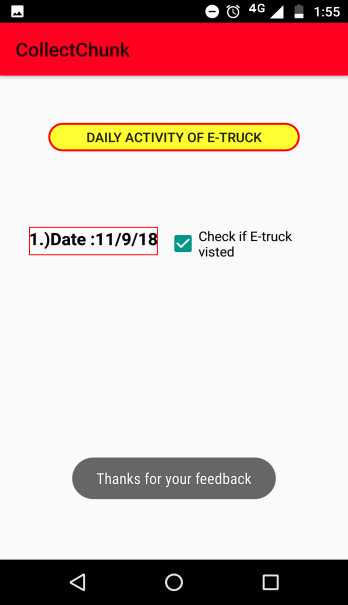 4G 1:55
CollectChunk
DAILY ACTIVITY OF E-TRUCK
1.)Date :11/9/18
Check if E-truck
visted
Thanks for your feedback